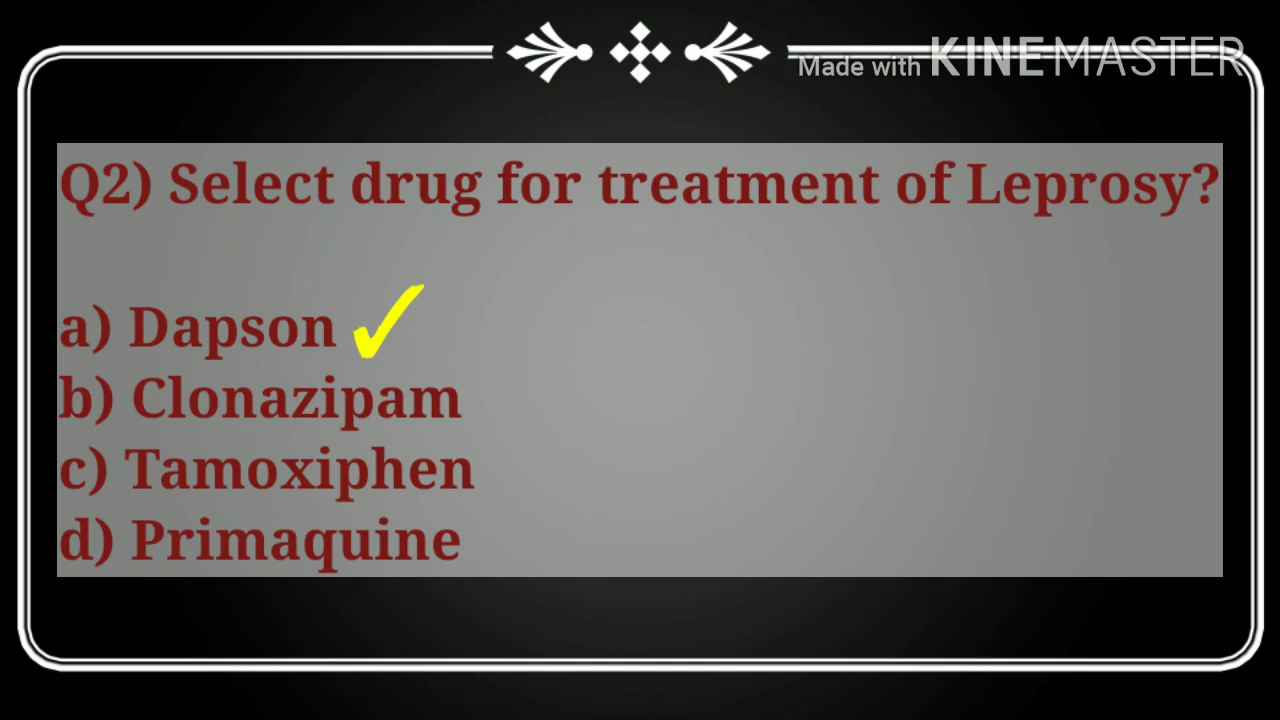 Made with KINEMASTER
Q2) Select drug for treatment of Leprosy?
a) Dapson
b) Clonazipam
c) Tamoxiphen
d) Primaquine